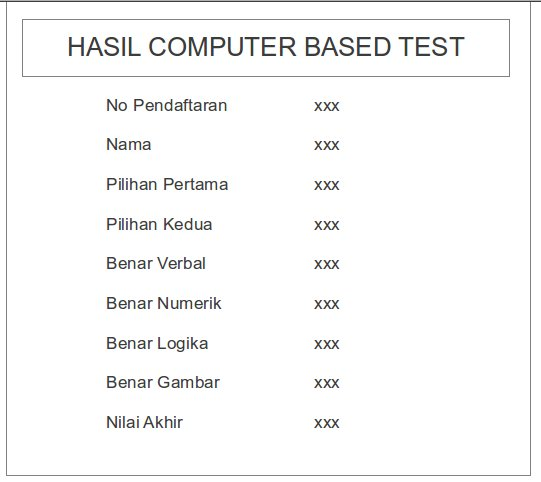 HASIL COMPUTER BASED TEST
No Pendaftaran xxx
Nama xxx
Pilihan Pertama xxx
Pilihan Kedua xxx
Benar Verbal xxx
Benar Numerik xxx
Benar Logika xxx
Benar Gambar xxx
Nilai Akhir xxx